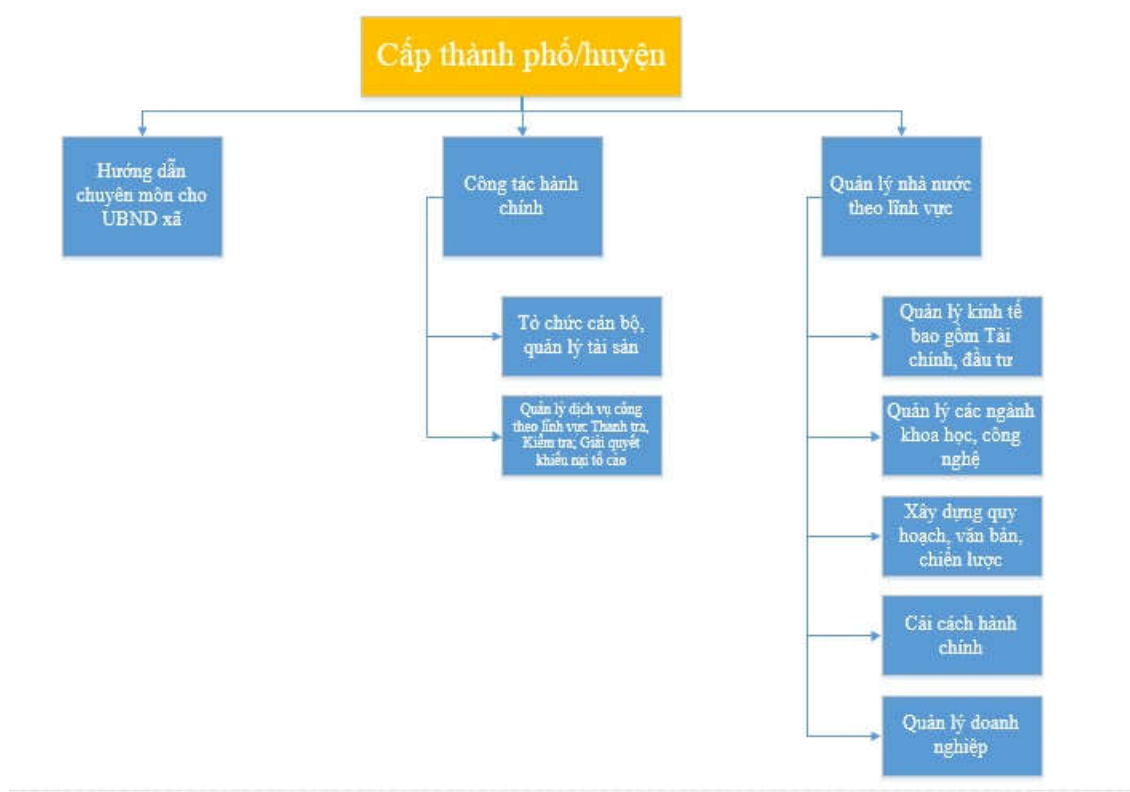 Cấp thành phố/huyện
Hướng dẫn
chuyên môn cho
UBND xã
Công tác hành
chính
Quản lý nhà nước
theo lĩnh vực
Tổ chức cán bộ,
quản lý tài sản
Quản lý dịch vụ công
theo lĩnh vực Thanh tra,
Kiểm tra; Giải quyết
khiếu nại tố cáo
Quản lý kinh tế
bao gồm Tài
chính, đầu tư
Quản lý các ngành
khoa học, công
nghệ
Xây dựng quy
hoạch, văn bản,
chiến lược
Cải cách hành
chính
Quản lý doanh
nghiệp